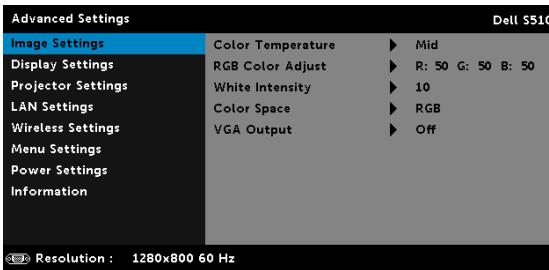 Advanced Settings Dell S510
Image Settings Color Temperature Mid
Display Settings RGB Color Adjust R: 50 G: 50 B: 50
Projector Settings White Intensity 10
LAN Settings Color Space RGB
Wireless Settings VGA Output Off
Menu Settings
Power Settings
Information
Resolution : 1280x800 60 Hz